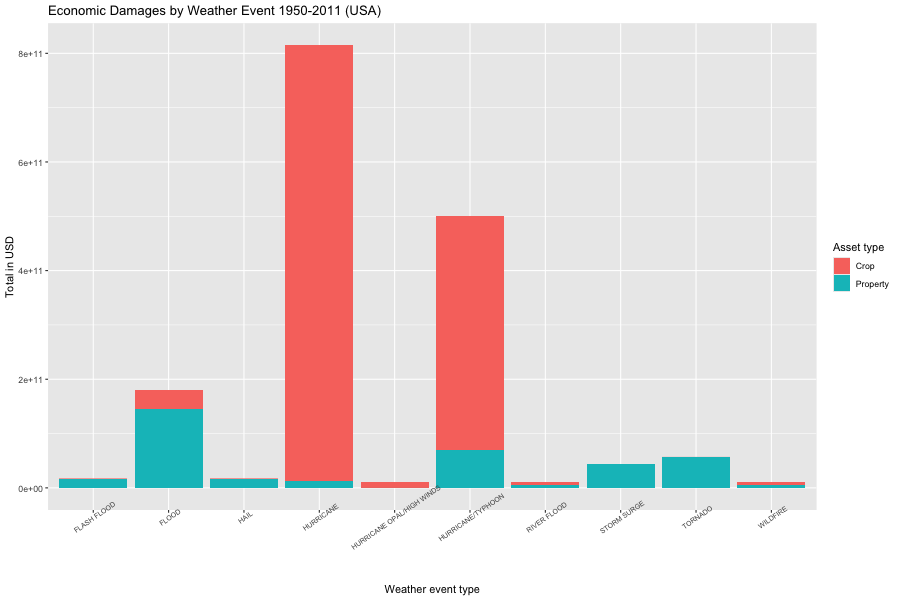 Economic Damages by Weather Event 1950-2011 (USA)
8e+11
6e+11
4e+11
2e+11
0e+00
Total in USD
FLASH FLOOD
FLOOD
HAIL
HURRICANE
HURRICANE OPAL/HIGH WINDS
HURRICANE/TYPHOON
RIVER FLOOD
STORM SURGE
TORNADO
WILDFIRE
Weather event type
Asset type
Crop
Property